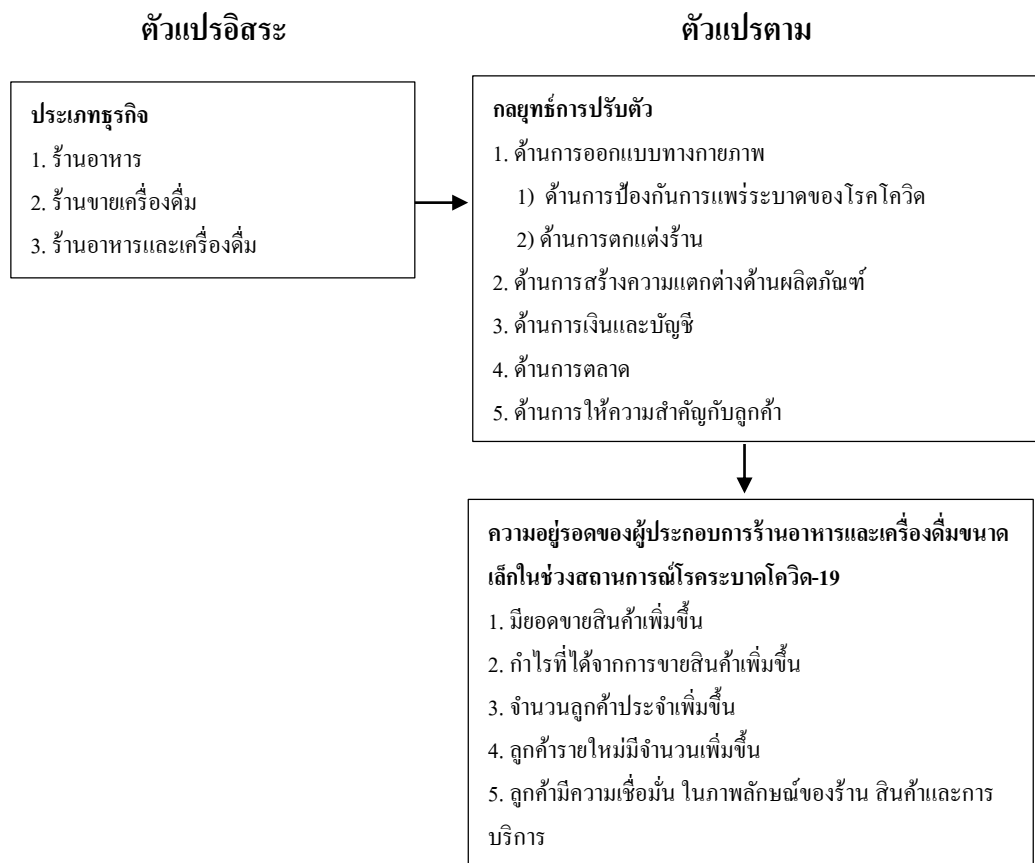 ตัวแปรอิสระ
ตัวแปรตาม
ประเภทธุรกิจ
1. ร้านอาหาร
2. ร้านขายเครื่องดื่ม
3. ร้านอาหารและเครื่องดื่ม
กลยุทธ์การปรับตัว
1. ด้านการออกแบบทางกายภาพ
1) ด้านการป้องกันการแพร่ระบาดของโรคโควิด
2) ด้านการตกแต่งร้าน
2. ด้านการสร้างความแตกต่างด้านผลิตภัณฑ์
3. ด้านการเงินและบัญชี
4. ด้านการตลาด
5. ด้านการให้ความสำคัญกับลูกค้า
ความอยู่รอดของผู้ประกอบการร้านอาหารและเครื่องดื่มขนาด
เล็กในช่วงสถานการณ์โรคระบาดโควิด-19
1. มียอดขายสินค้าเพิ่มขึ้น
2. กำไรที่ได้จากการขายสินค้าเพิ่มขึ้น
3. จำนวนลูกค้าประจำเพิ่มขึ้น
4. ลูกค้ารายใหม่มีจำนวนเพิ่มขึ้น
5. ลูกค้ามีความเชื่อมั่น ในภาพลักษณ์ของร้าน สินค้าและการ
บริการ